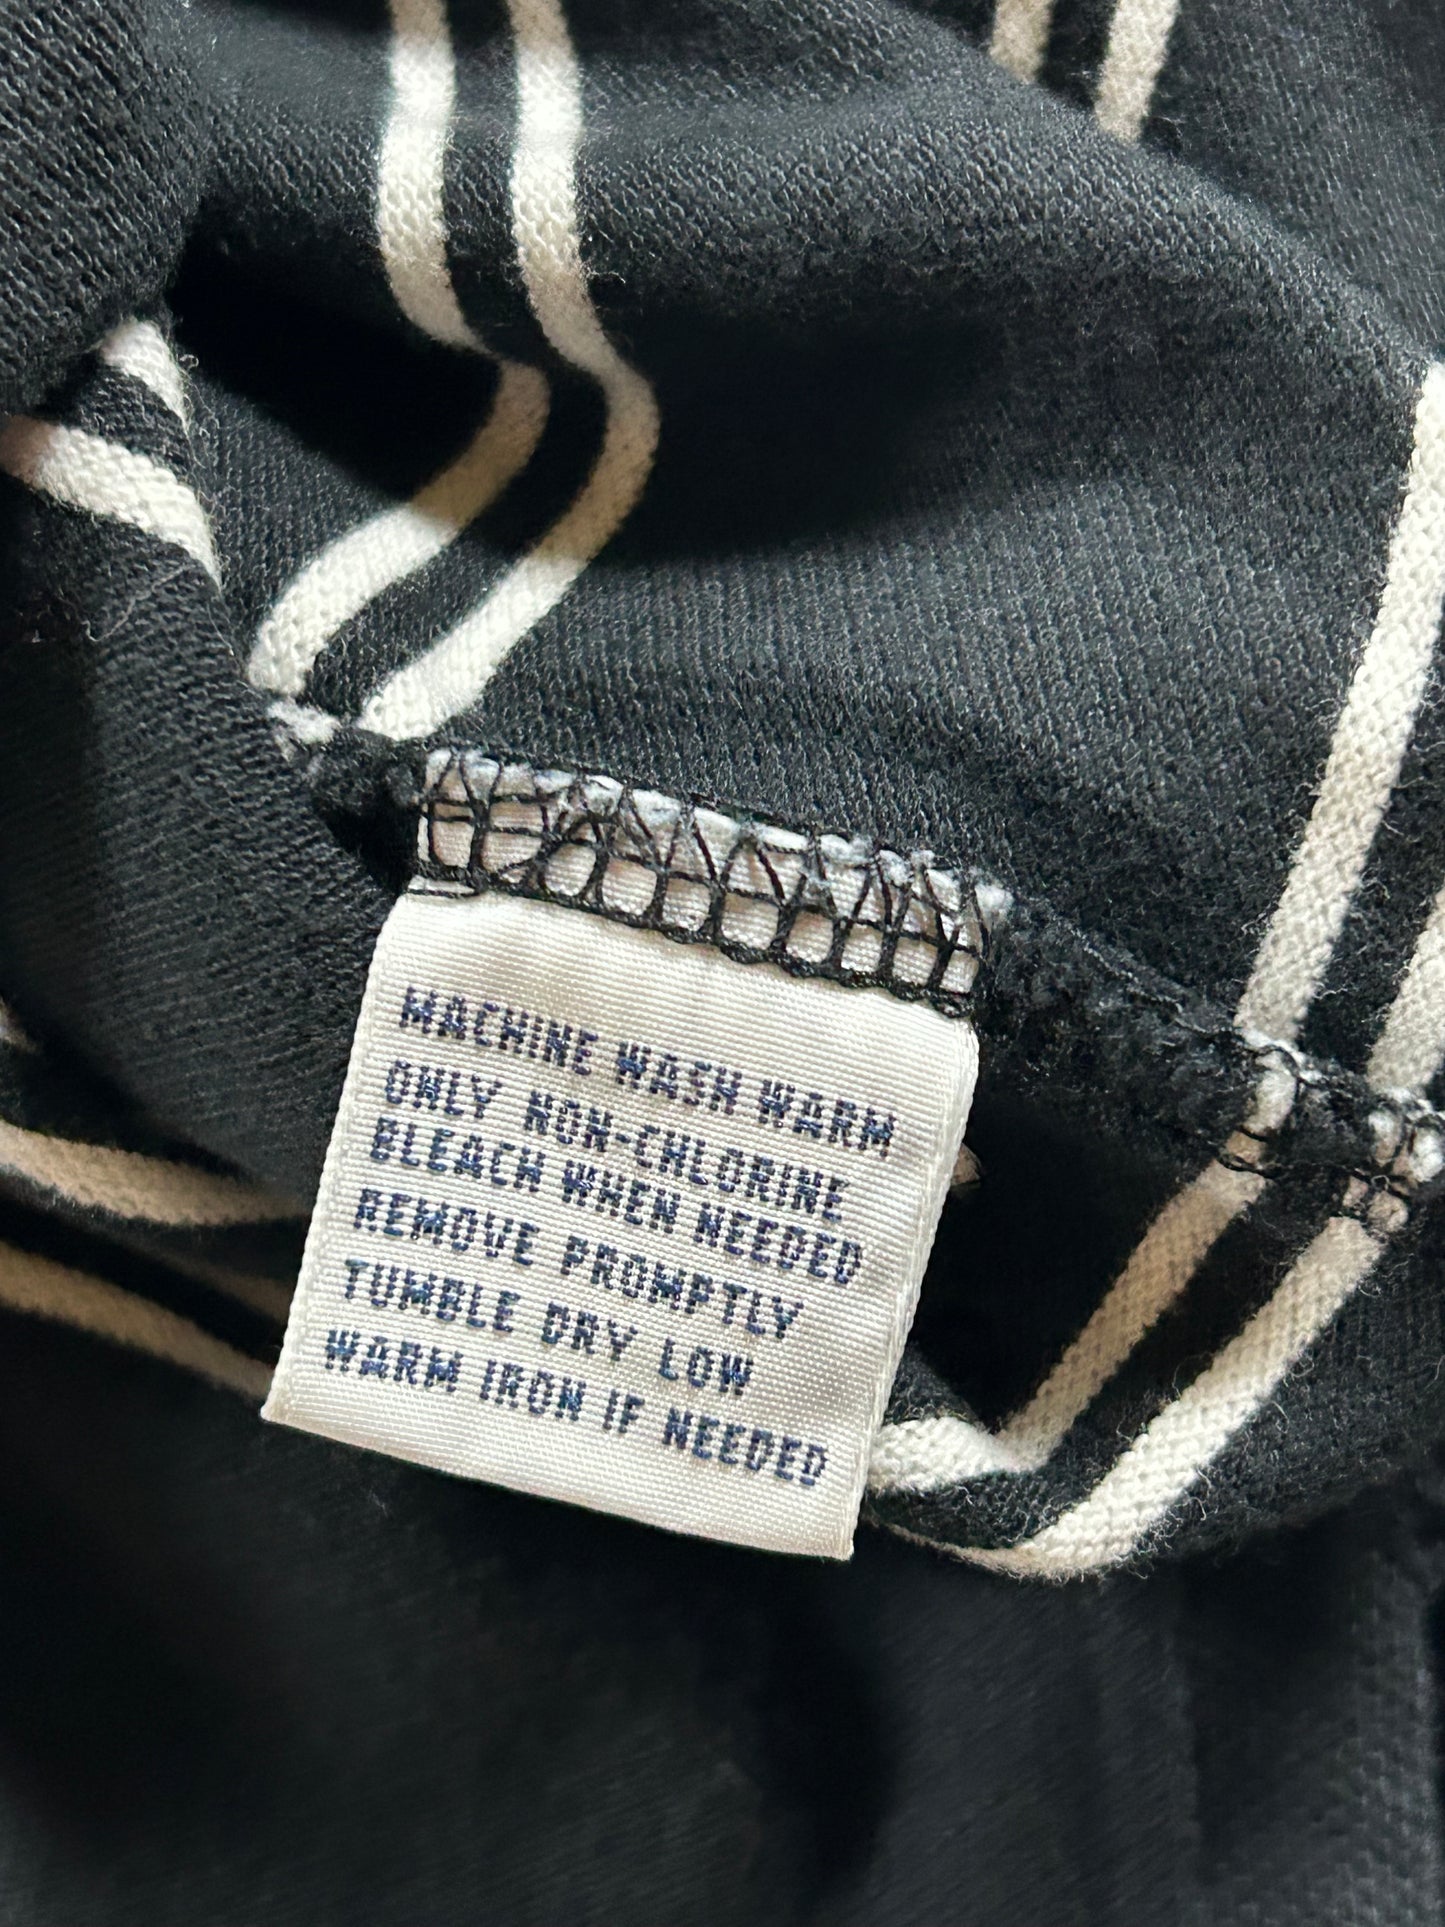 MACHINE WASH WARM
ONLY NON-CHLORINE
BLEACH WHEN NEEDED
REMOVE PROMPTLY
TUMBLE DRY LOW
WARM IRON IF NEEDED